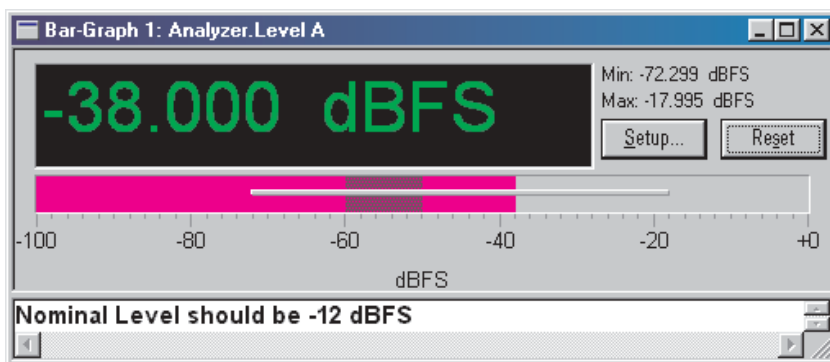 Bar-Graph 1: Analyzer.Level A
-38.000 dBFS
Min: -72.299 dBFS
Max: -17.995 dBFS
Setup...
Reset
-100 -80 -60 -40 -20 +0
dBFS
Nominal Level should be -12 dBFS